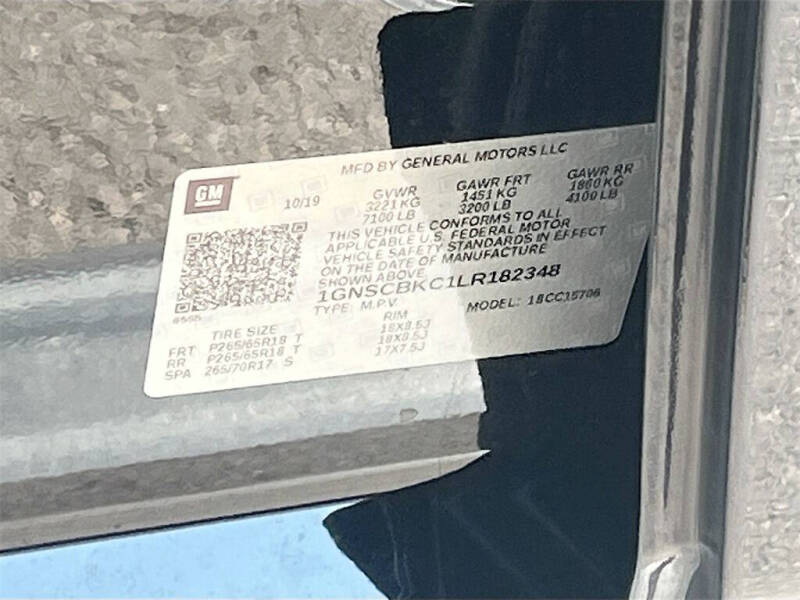 MFD BY GENERAL MOTORS LLC
GM
10/19
GVWR GAWR FRT GAWR RR
3221 KG 1451 KG 1860 KG
7100 LB 3200 LB 4100 LB
THIS VEHICLE CONFORMS TO ALL
APPLICABLE U.S. FEDERAL MOTOR
VEHICLE SAFETY STANDARDS IN EFFECT
ON THE DATE OF MANUFACTURE
SHOWN ABOVE.
1GNSCBKC1LR182348
TYPE: M.P.V. MODEL: 18CC15706
TIRE SIZE RIM
FRT P265/65R18 T 18X8.5J
RR P265/65R18 T 18X8.5J
SPA 265/70R17 S 17X7.5J